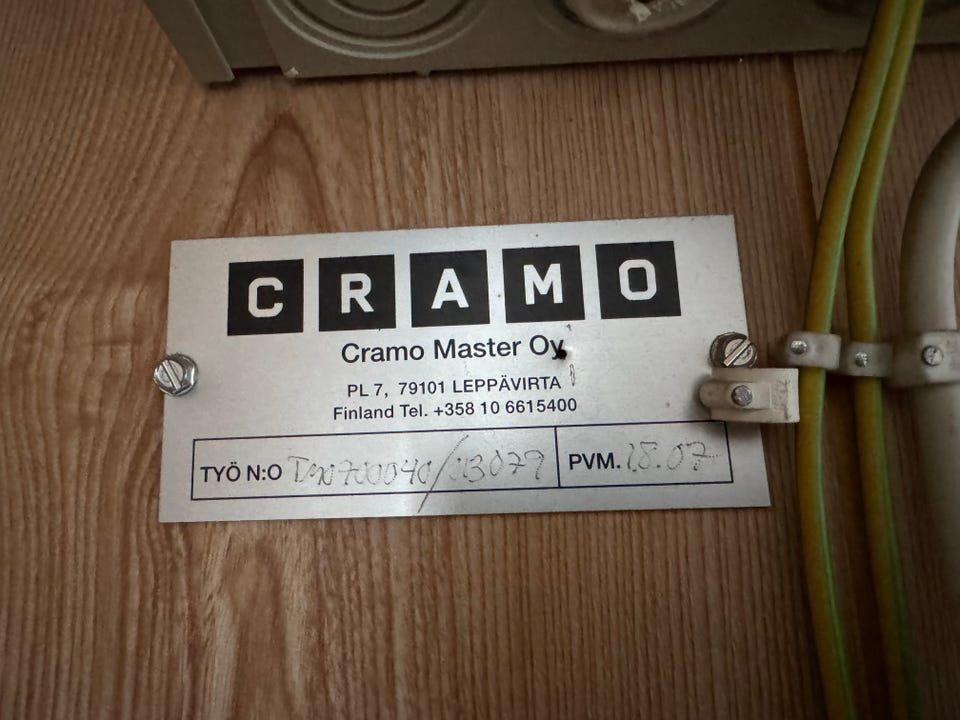 CRAMO
Cramo Master Oy
PL 7, 79101 LEPPÄVIRTA
Finland Tel. +358 10 6615400
TYÖ N:O
PVM. 18.07